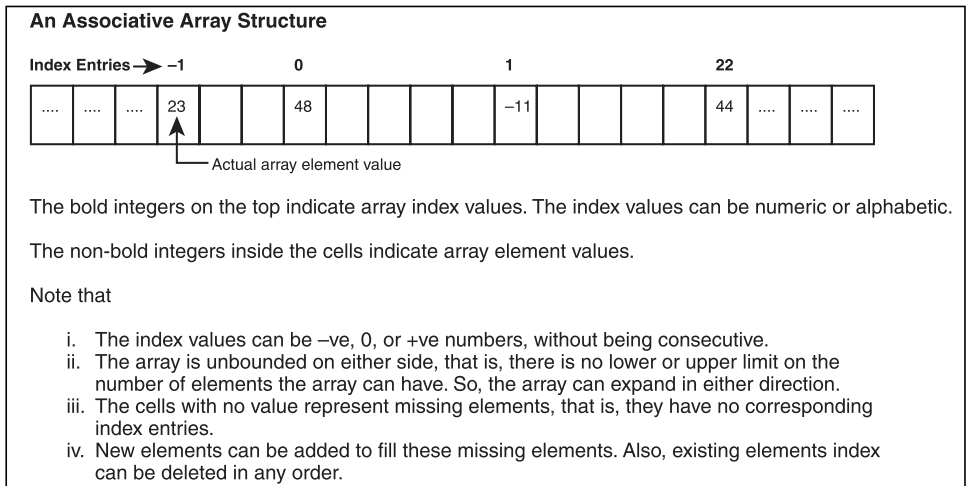 An Associative Array Structure
Index Entries –1 0 1 22
.... .... .... 23 48 –11 44 .... .... ....
Actual array element value
The bold integers on the top indicate array index values. The index values can be numeric or alphabetic.
The non-bold integers inside the cells indicate array element values.
Note that
i. The index values can be –ve, 0, or +ve numbers, without being consecutive.
ii. The array is unbounded on either side, that is, there is no lower or upper limit on the
number of elements the array can have. So, the array can expand in either direction.
iii. The cells with no value represent missing elements, that is, they have no corresponding
index entries.
iv. New elements can be added to fill these missing elements. Also, existing elements index
can be deleted in any order.